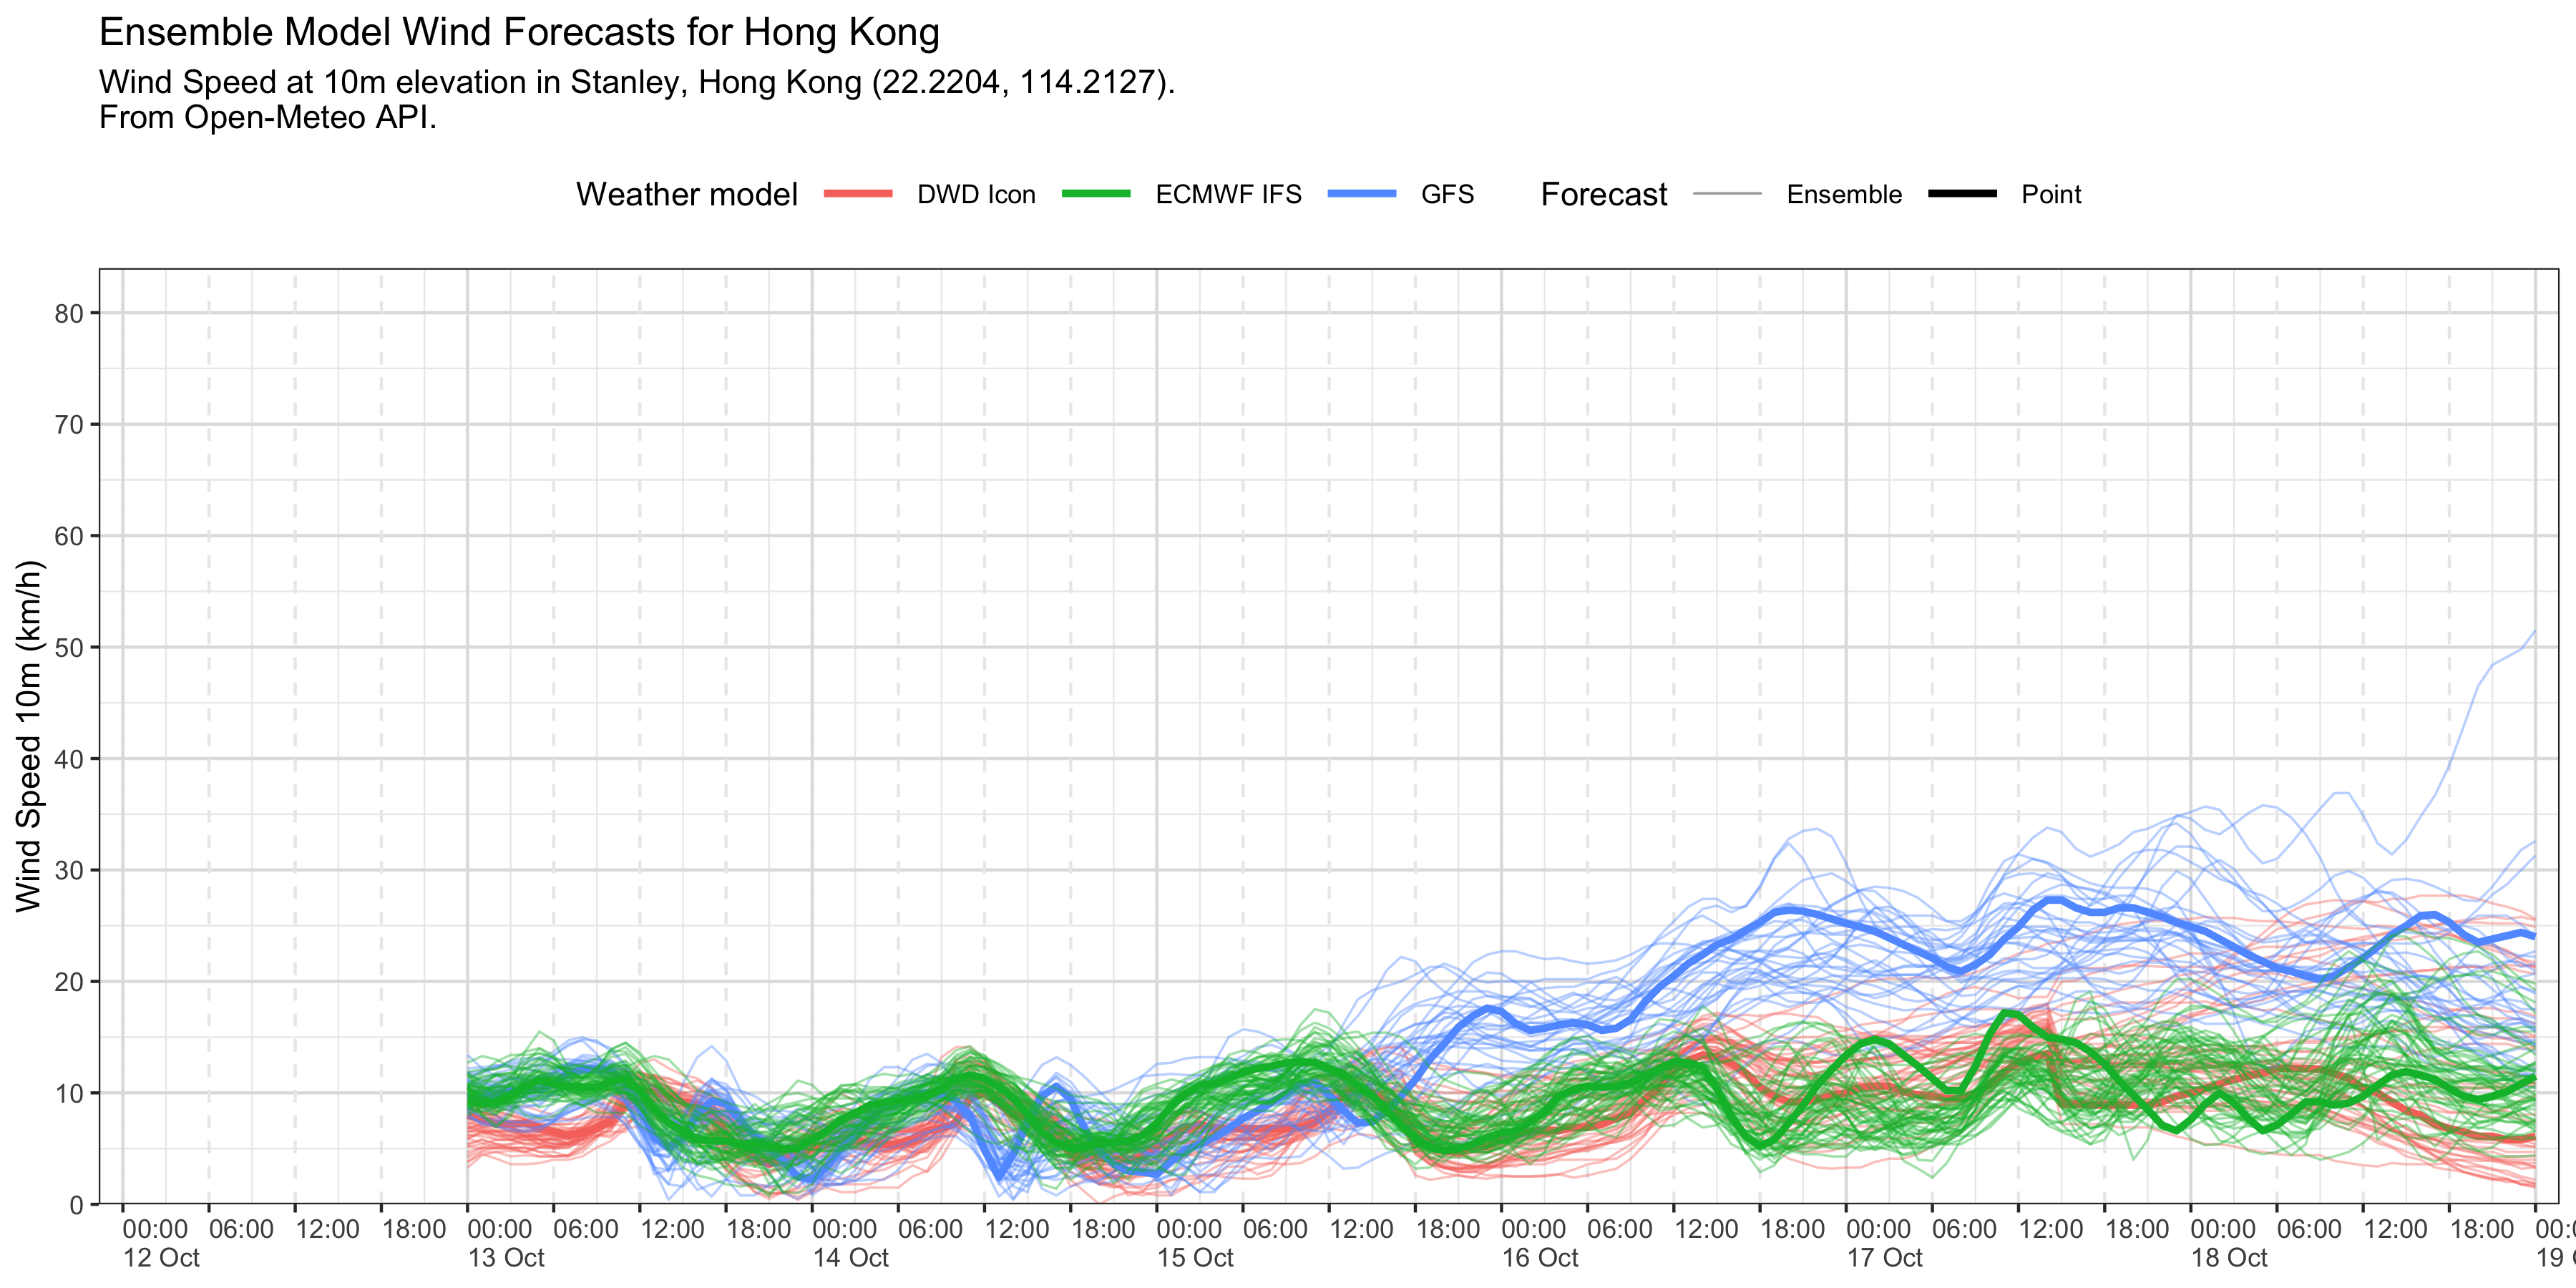 Ensemble Model Wind Forecasts for Hong Kong
Wind Speed at 10m elevation in Stanley, Hong Kong (22.2204, 114.2127).
From Open-Meteo API.
Weather model DWD Icon ECMWF IFS GFS Forecast Ensemble Point
Wind Speed 10m (km/h)
80
70
60
50
40
30
20
10
0
00:00 06:00 12:00 18:00 00:00 06:00 12:00 18:00 00:00 06:00 12:00 18:00 00:00 06:00 12:00 18:00 00:00 06:00 12:00 18:00 00:00 06:00 12:00 18:00 00:00 06:00 12:00 18:00
12 Oct 13 Oct 14 Oct 15 Oct 16 Oct 17 Oct 18 Oct 19